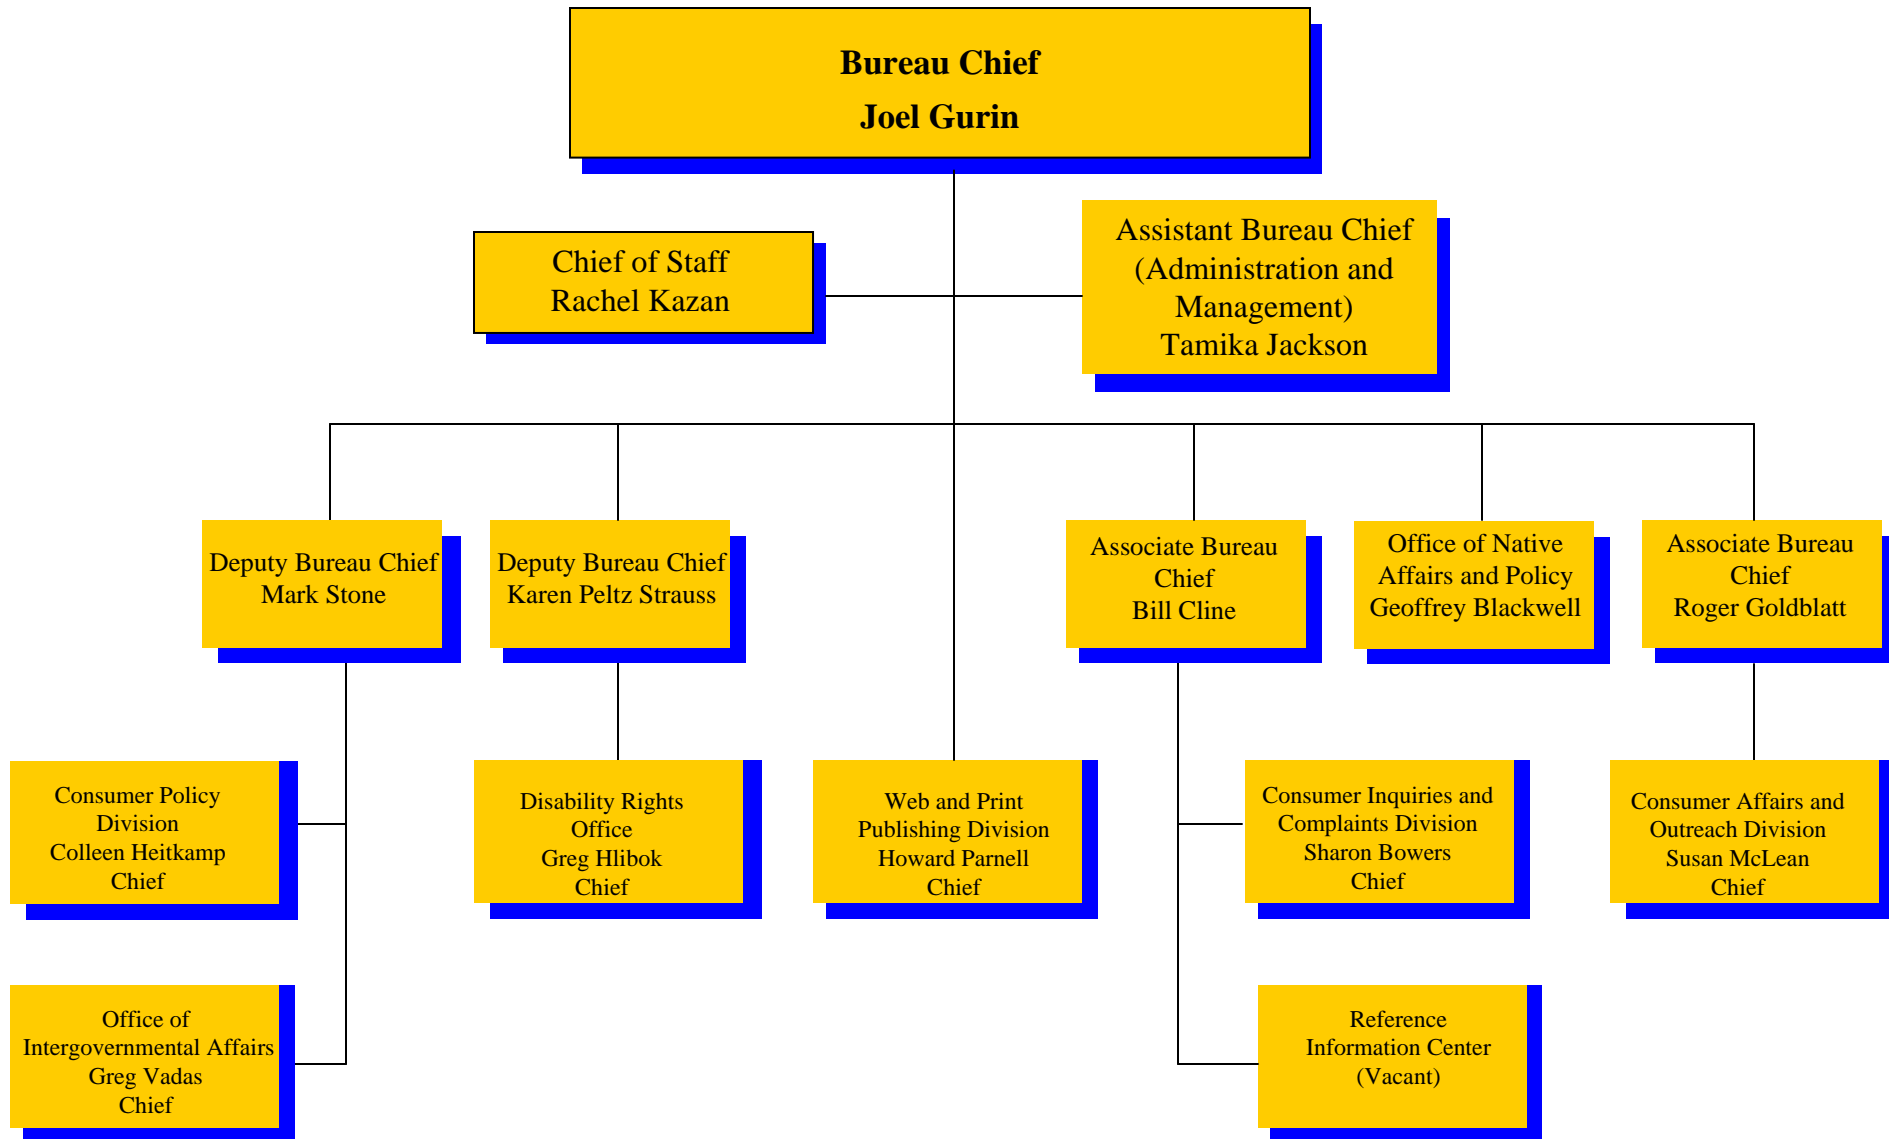 Bureau Chief
Joel Gurin
Chief of Staff
Rachel Kazan
Assistant Bureau Chief
(Administration and
Management)
Tamika Jackson
Deputy Bureau Chief
Mark Stone
Deputy Bureau Chief
Karen Peltz Strauss
Associate Bureau
Chief
Bill Cline
Office of Native
Affairs and Policy
Geoffrey Blackwell
Associate Bureau
Chief
Roger Goldblatt
Consumer Policy
Division
Colleen Heitkamp
Chief
Disability Rights
Office
Greg Hlibok
Chief
Web and Print
Publishing Division
Howard Parnell
Chief
Consumer Inquiries and
Complaints Division
Sharon Bowers
Chief
Consumer Affairs and
Outreach Division
Susan McLean
Chief
Office of
Intergovernmental Affairs
Greg Vadas
Chief
Reference
Information Center
(Vacant)